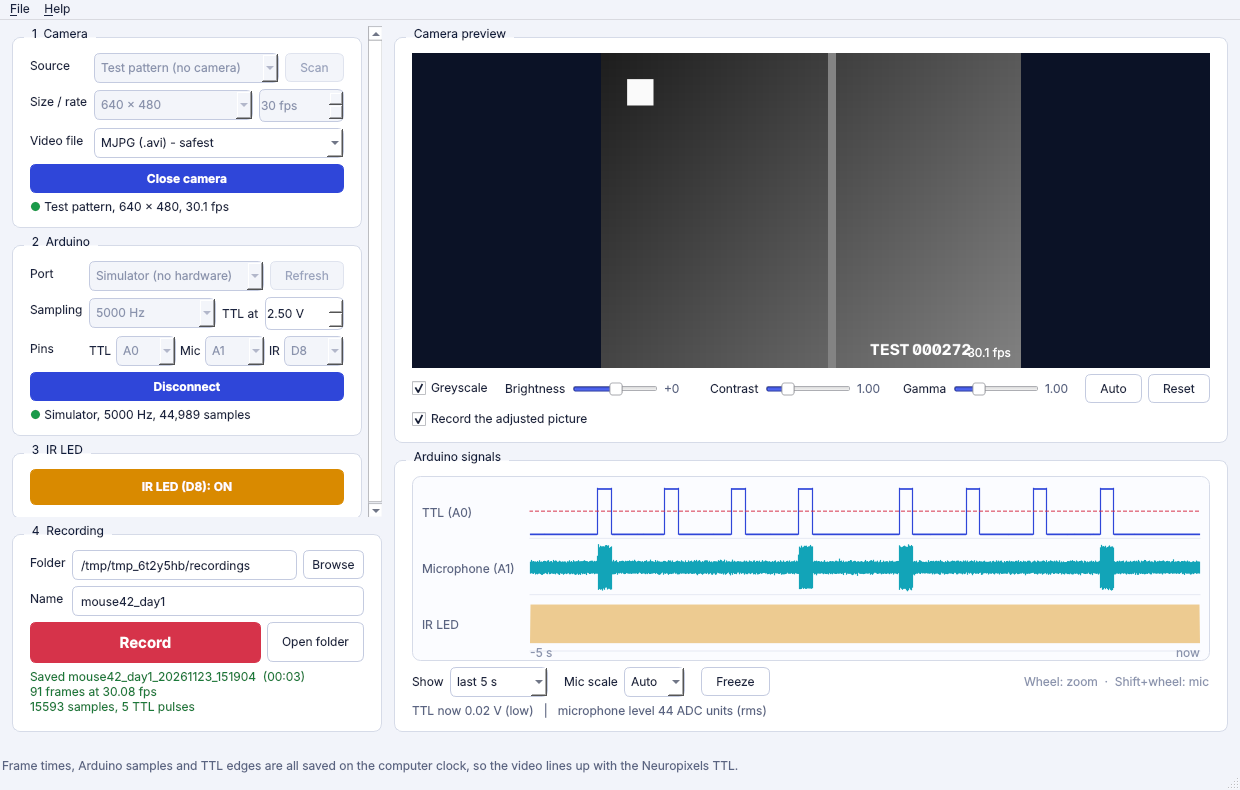 File Help
1 Camera
Source Test pattern (no camera) Scan
Size / rate 640 × 480 30 fps
Video file MJPG (.avi) - safest
Close camera
Test pattern, 640 × 480, 30.1 fps
2 Arduino
Port Simulator (no hardware) Refresh
Sampling 5000 Hz TTL at 2.50 V
Pins TTL A0 Mic A1 IR D8
Disconnect
Simulator, 5000 Hz, 44,989 samples
3 IR LED
IR LED (D8): ON
4 Recording
Folder /tmp/tmp_6t2y5hb/recordings Browse
Name mouse42_day1
Record Open folder
Saved mouse42_day1_20261123_151904 (00:03)
91 frames at 30.08 fps
15593 samples, 5 TTL pulses
Camera preview
TEST 000272 30.1 fps
Greyscale Brightness +0 Contrast 1.00 Gamma 1.00 Auto Reset
Record the adjusted picture
Arduino signals
TTL (A0)
Microphone (A1)
IR LED
-5 s now
Show last 5 s Mic scale Auto Freeze Wheel: zoom · Shift+wheel: mic
TTL now 0.02 V (low) | microphone level 44 ADC units (rms)
Frame times, Arduino samples and TTL edges are all saved on the computer clock, so the video lines up with the Neuropixels TTL.